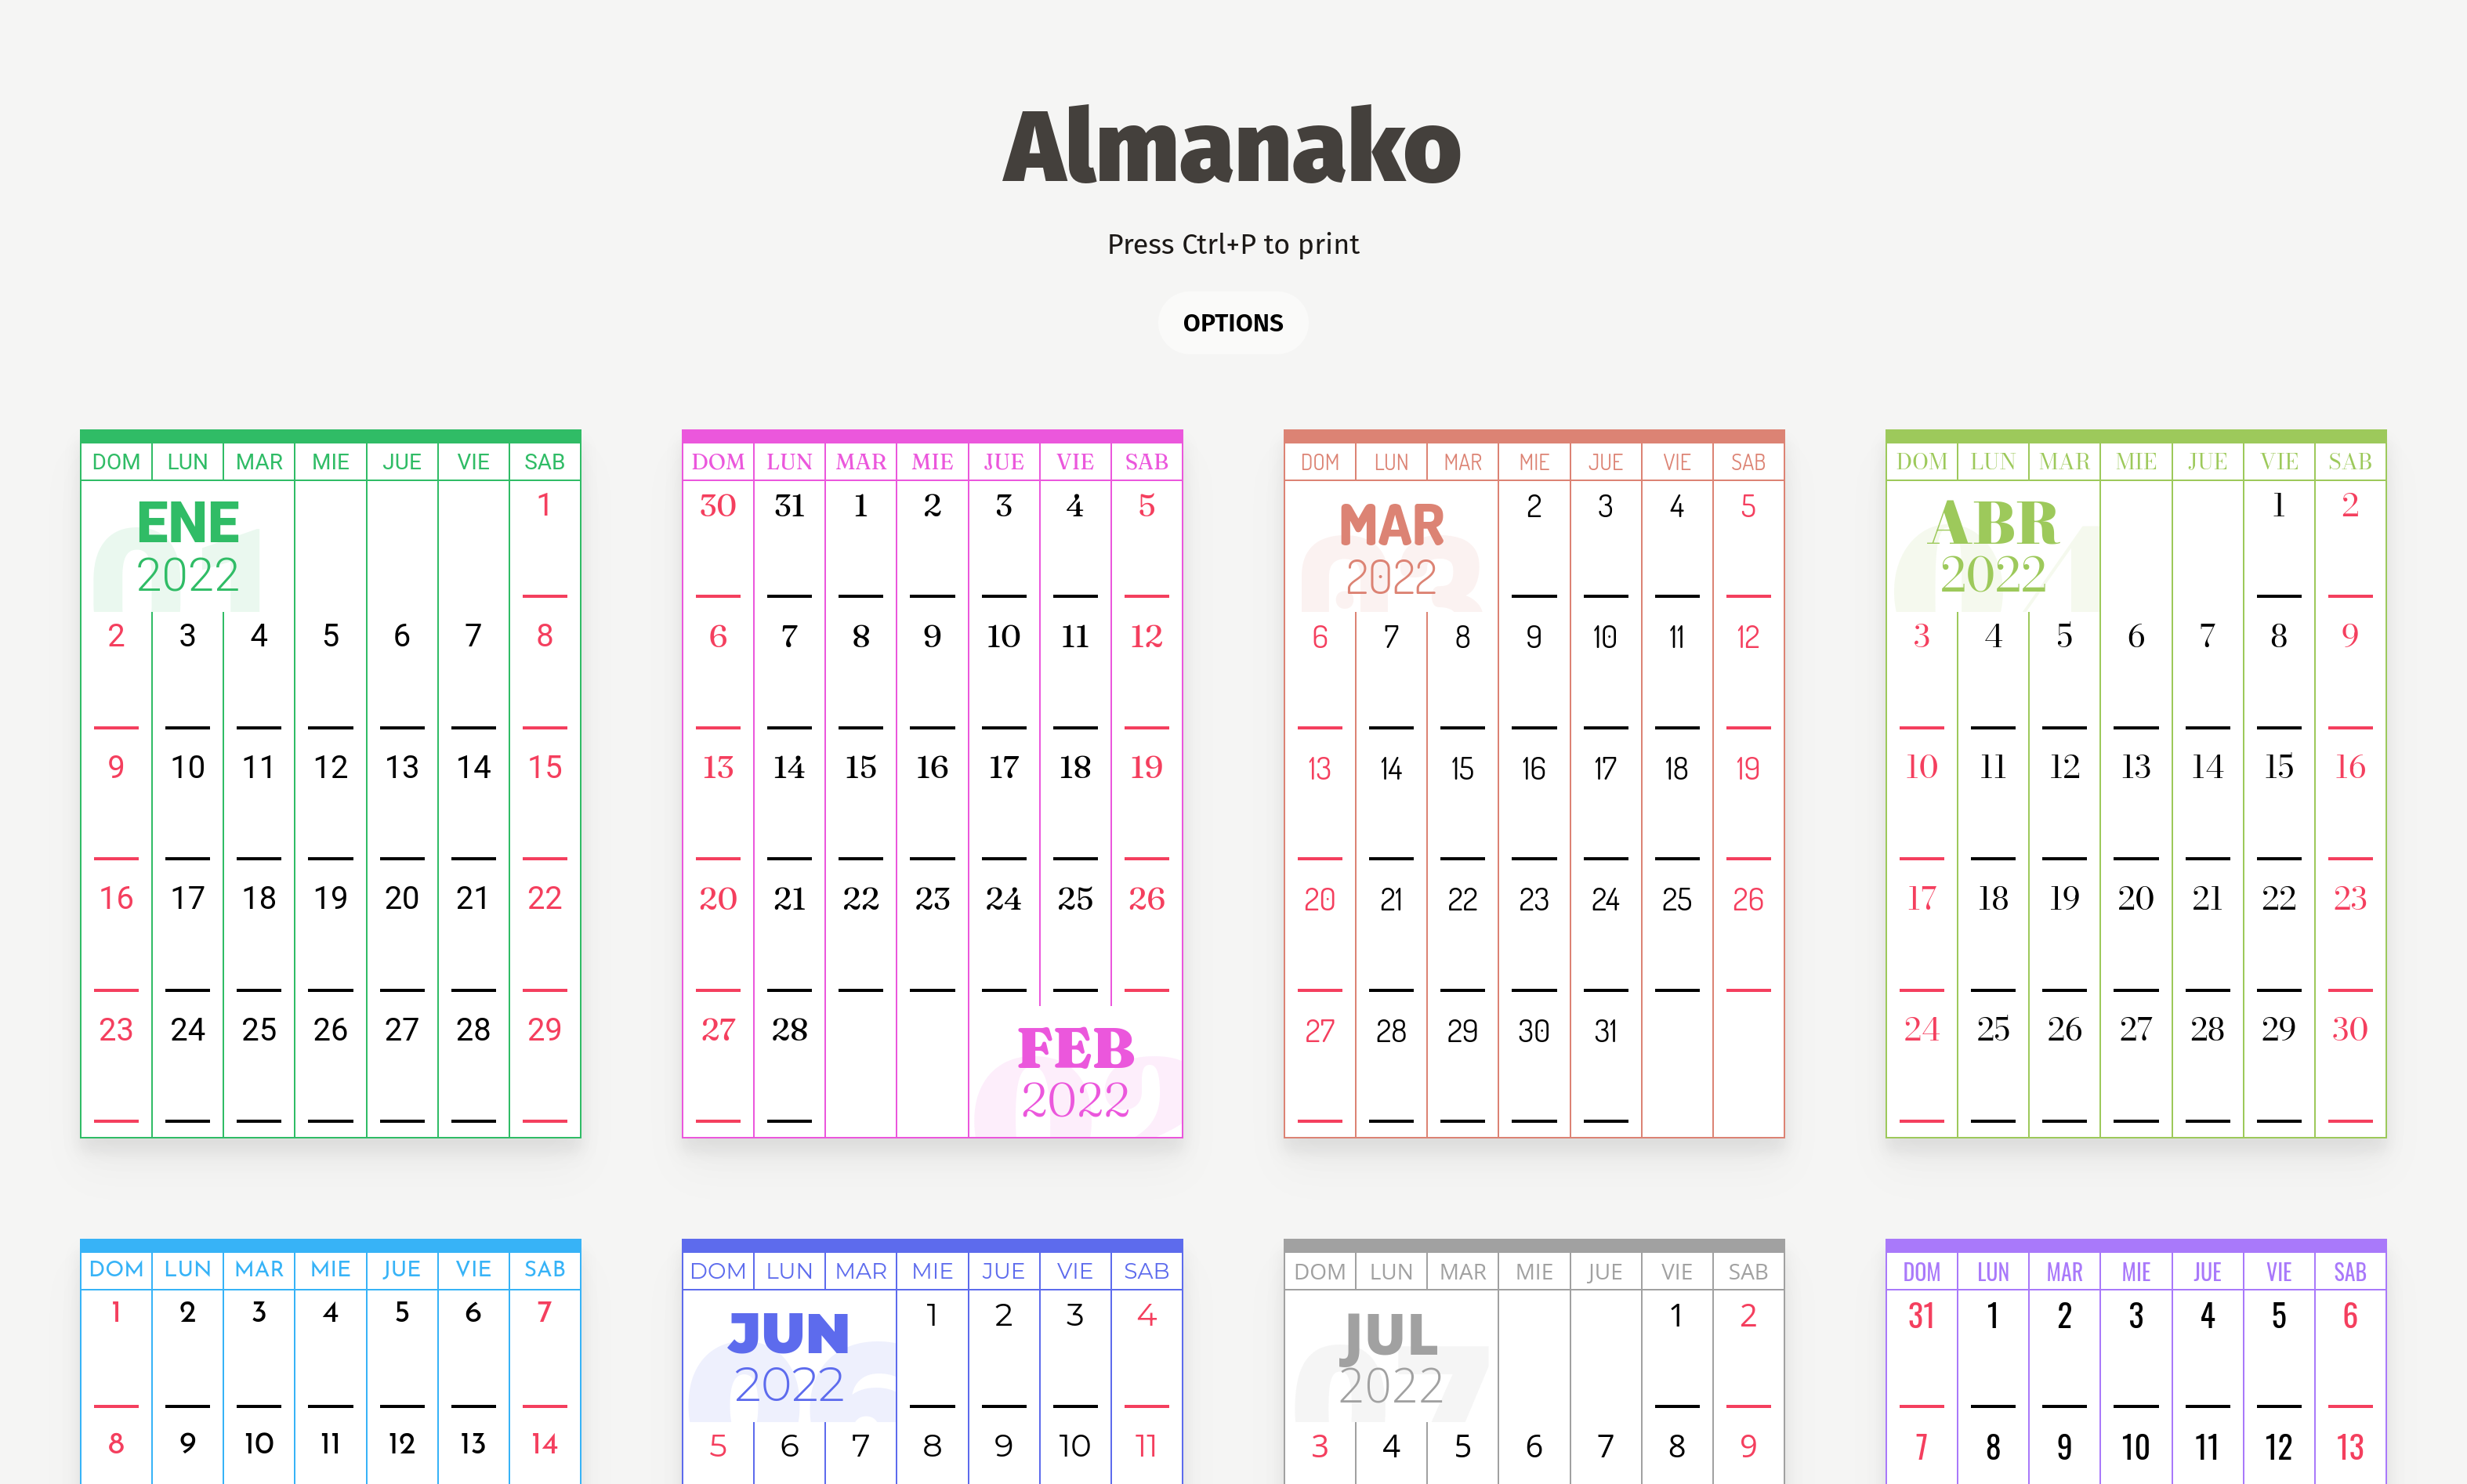 Almanako
Press Ctrl+P to print
OPTIONS
DOM LUN MAR MIE JUE VIE SAB
ENE
2022
01
1
2 3 4 5 6 7 8
9 10 11 12 13 14 15
16 17 18 19 20 21 22
23 24 25 26 27 28 29
DOM LUN MAR MIE JUE VIE SAB
30 31 1 2 3 4 5
6 7 8 9 10 11 12
13 14 15 16 17 18 19
20 21 22 23 24 25 26
27 28
FEB
2022
02
DOM LUN MAR MIE JUE VIE SAB
MAR
2022
03
2 3 4 5
6 7 8 9 10 11 12
13 14 15 16 17 18 19
20 21 22 23 24 25 26
27 28 29 30 31
DOM LUN MAR MIE JUE VIE SAB
ABR
2022
04
1 2
3 4 5 6 7 8 9
10 11 12 13 14 15 16
17 18 19 20 21 22 23
24 25 26 27 28 29 30
DOM LUN MAR MIE JUE VIE SAB
1 2 3 4 5 6 7
8 9 10 11 12 13 14
DOM LUN MAR MIE JUE VIE SAB
JUN
2022
06
1 2 3 4
5 6 7 8 9 10 11
DOM LUN MAR MIE JUE VIE SAB
JUL
2022
07
1 2
3 4 5 6 7 8 9
DOM LUN MAR MIE JUE VIE SAB
31 1 2 3 4 5 6
7 8 9 10 11 12 13